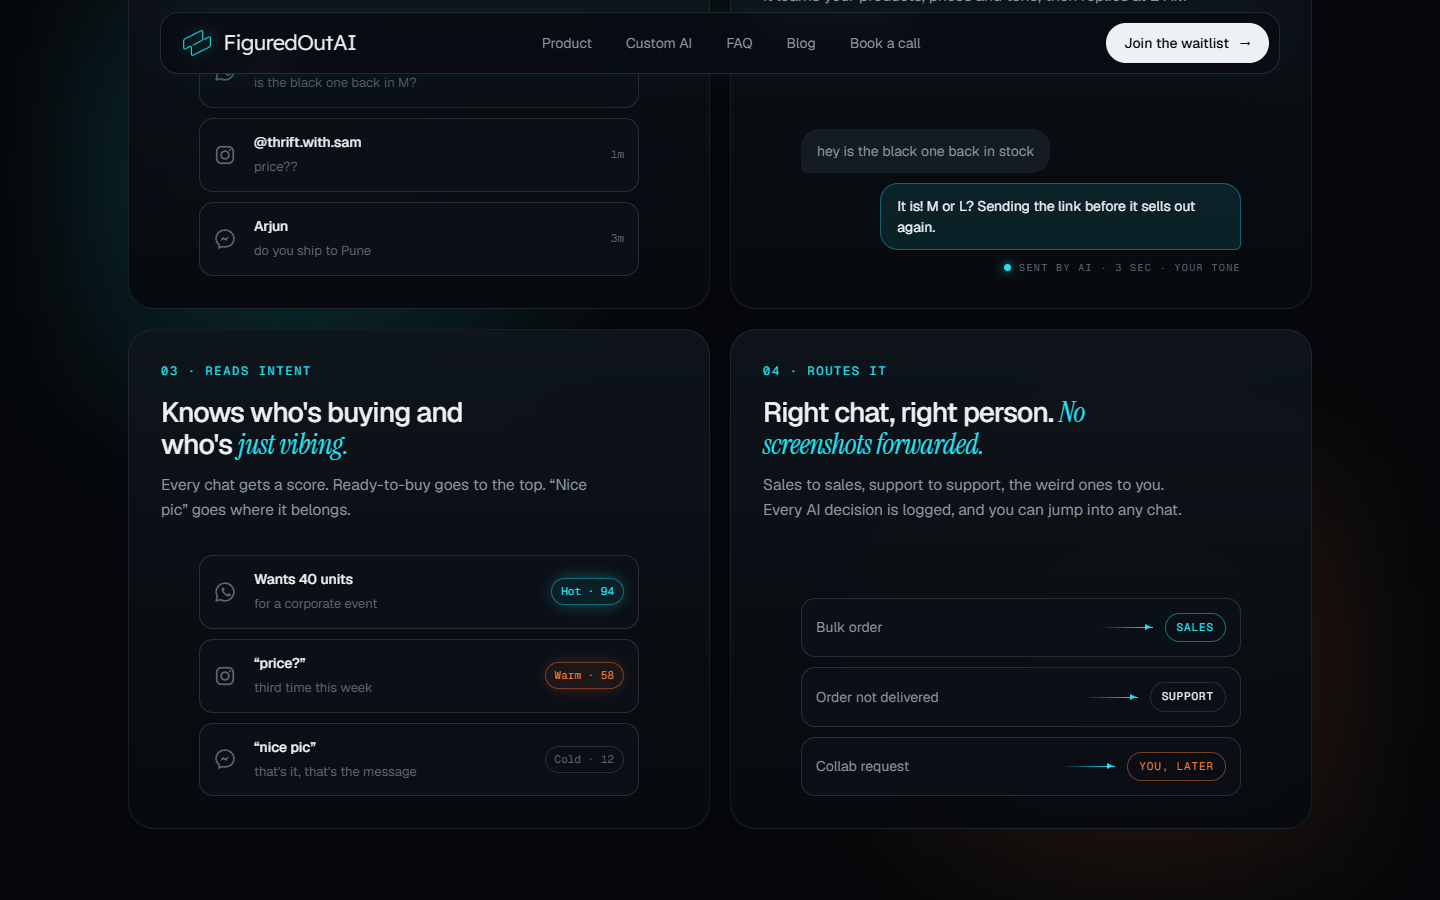 FiguredOutAI
Product
Custom AI
FAQ
Blog
Book a call
Join the waitlist →
is the black one back in M?
@thrift.with.sam
price??
1m
Arjun
do you ship to Pune
3m
hey is the black one back in stock
It is! M or L? Sending the link before it sells out
again.
SENT BY AI · 3 SEC · YOUR TONE
03 · READS INTENT
Knows who's buying and
who's just vibing.
Every chat gets a score. Ready-to-buy goes to the top. “Nice
pic” goes where it belongs.
Wants 40 units
for a corporate event
Hot · 94
“price?”
third time this week
Warm · 58
“nice pic”
that's it, that's the message
Cold · 12
04 · ROUTES IT
Right chat, right person. No
screenshots forwarded.
Sales to sales, support to support, the weird ones to you.
Every AI decision is logged, and you can jump into any chat.
Bulk order
SALES
Order not delivered
SUPPORT
Collab request
YOU, LATER